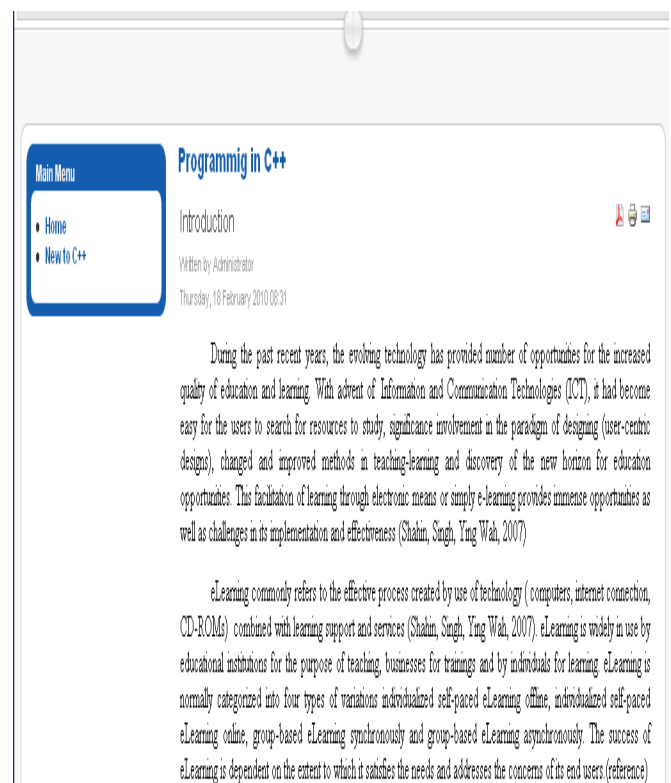 Main Menu
Home
New to C++
Programmig in C++
Introduction
Written by Administrator
Thursday, 18 February 2010 08:31
During the past recent years, the evolving technology has provided number of opportunities for the increased
quality of education and learning. With advent of Information and Communication Technologies (ICT), it had become
easy for the users to search for resources to study, significance involvement in the paradigm of designing (user-centric
designs), changed and improved methods in teaching-learning and discovery of the new horizon for education
opportunities. This facilitation of learning through electronic means or simply e-learning provides immense opportunities as
well as challenges in its implementation and effectiveness (Shahin, Singh, Ying Wah, 2007)
eLearning commonly refers to the effective process created by use of technology ( computers, internet connection,
CD-ROMs) combined with learning support and services (Shahin, Singh, Ying Wah, 2007). eLearning is widely in use by
educational institutions for the purpose of teaching, businesses for trainings and by individuals for learning. eLearning is
normally categorized into four types of variations individualized self-paced eLearning offline, individualized self-paced
eLearning online, group-based eLearning synchronously and group-based eLearning asynchronously. The success of
eLearning is dependent on the extent to which it satisfies the needs and addresses the concerns of its end users (reference)